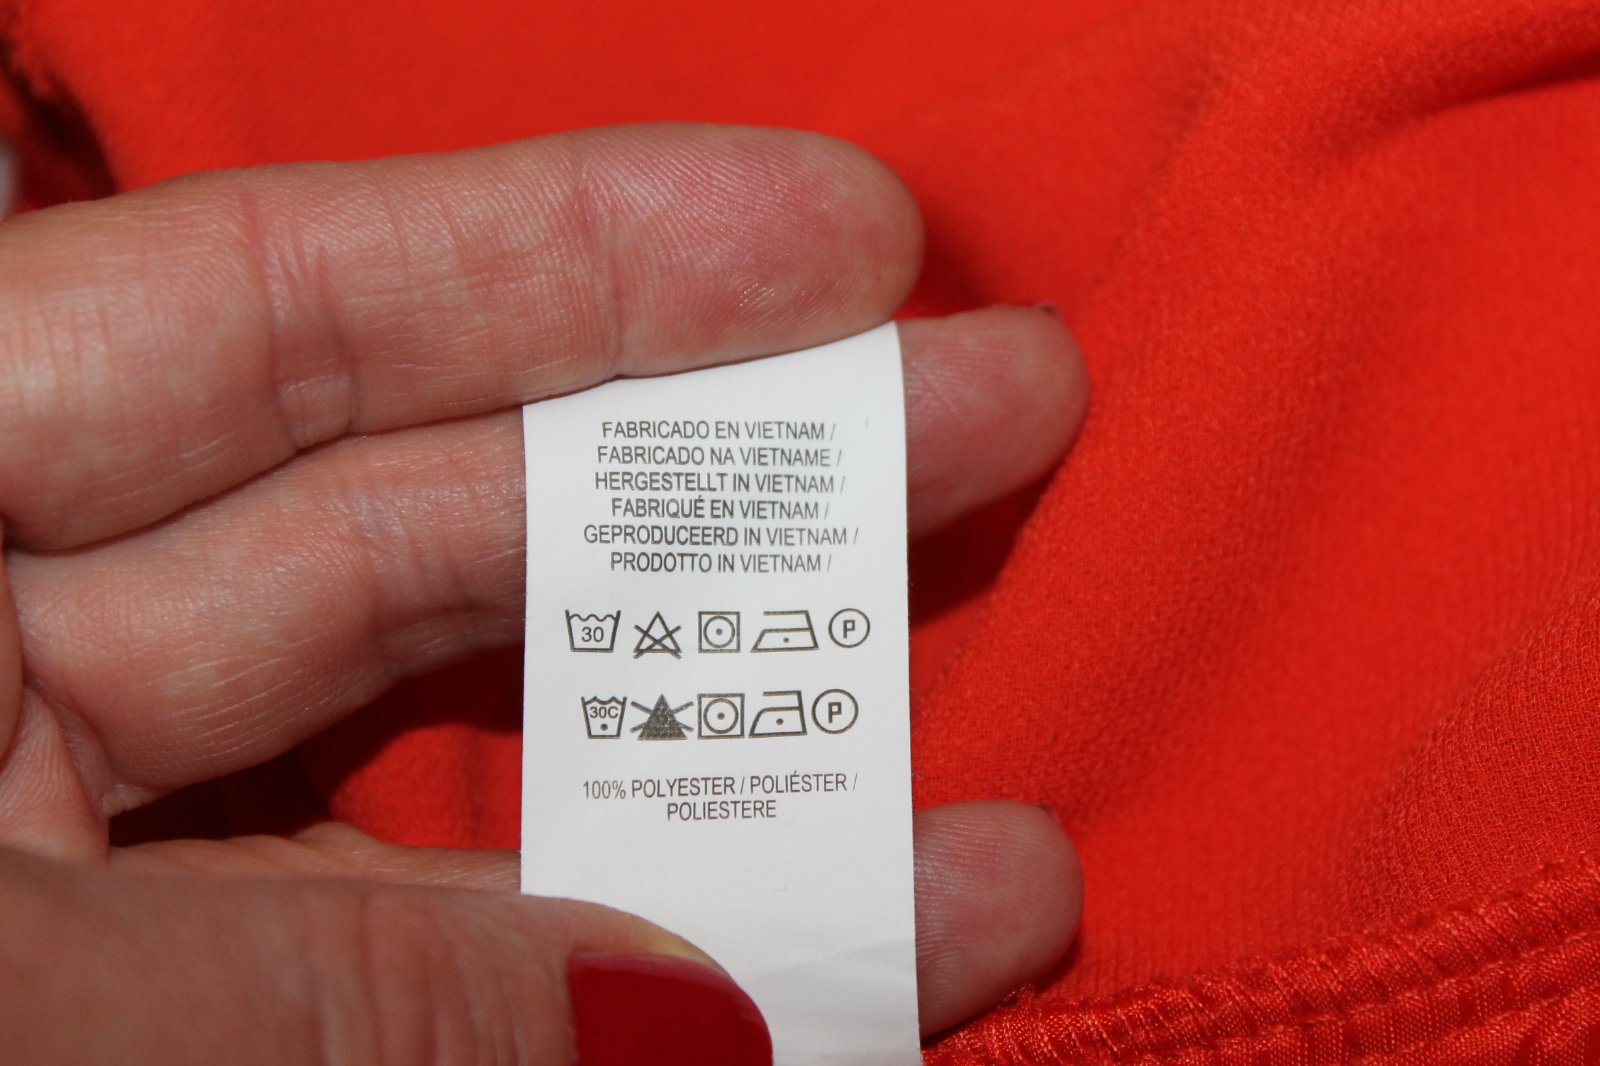 FABRICADO EN VIETNAM /
FABRICADO NA VIETNAME /
HERGESTELLT IN VIETNAM /
FABRIQUÉ EN VIETNAM /
GEPRODUCEERD IN VIETNAM /
PRODOTTO IN VIETNAM /
30 P
30C P
100% POLYESTER / POLIÉSTER /
POLIESTERE